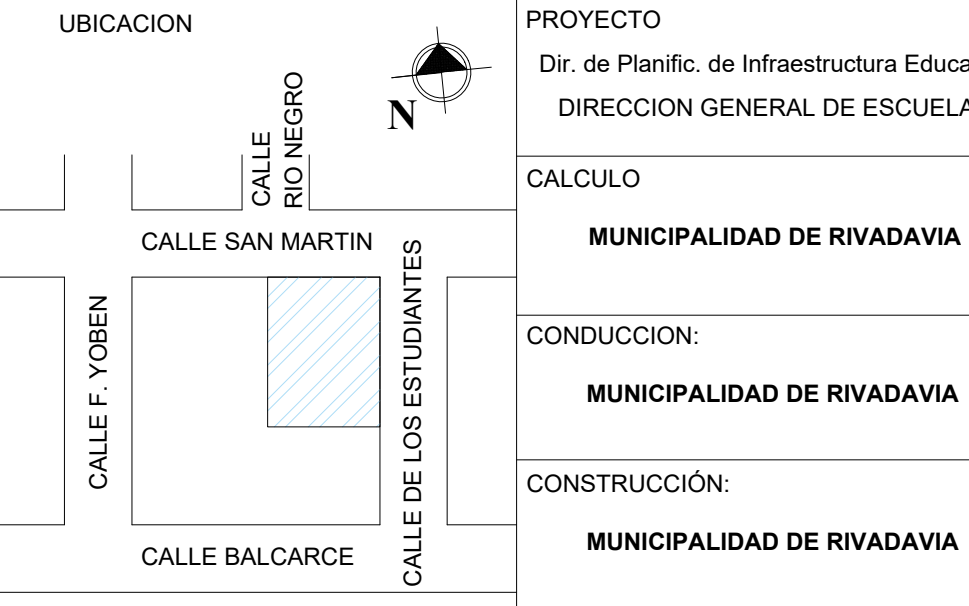 UBICACION
N
CALLE
RIO NEGRO
CALLE SAN MARTIN
CALLE F. YOBEN
CALLE DE LOS ESTUDIANTES
CALLE BALCARCE
PROYECTO
Dir. de Planific. de Infraestructura Educa
DIRECCION GENERAL DE ESCUELA
CALCULO
MUNICIPALIDAD DE RIVADAVIA
CONDUCCION:
MUNICIPALIDAD DE RIVADAVIA
CONSTRUCCIÓN:
MUNICIPALIDAD DE RIVADAVIA